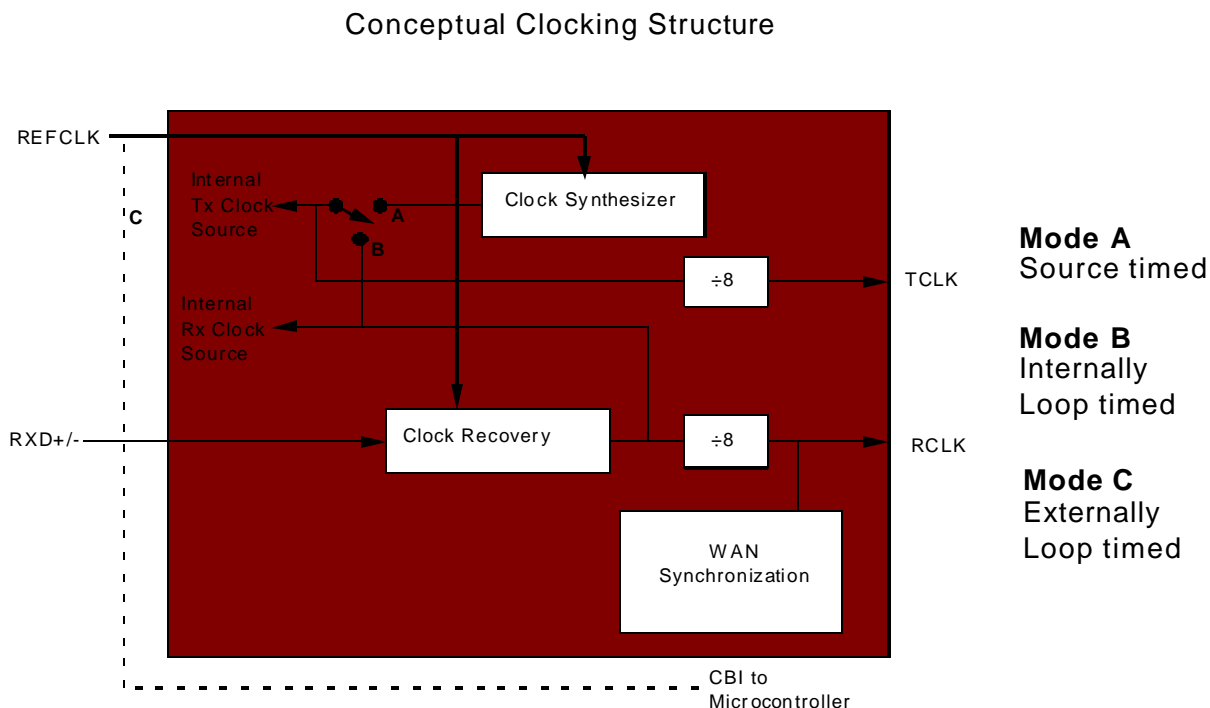 Conceptual Clocking Structure
REFCLK
Internal
Tx Clock
Source
A
B
C
Clock Synthesizer
÷8
TCLK
Internal
Rx Clock
Source
RXD+/-
Clock Recovery
÷8
RCLK
WAN
Synchronization
CBI to
Microcontroller
Mode A
Source timed
Mode B
Internally
Loop timed
Mode C
Externally
Loop timed